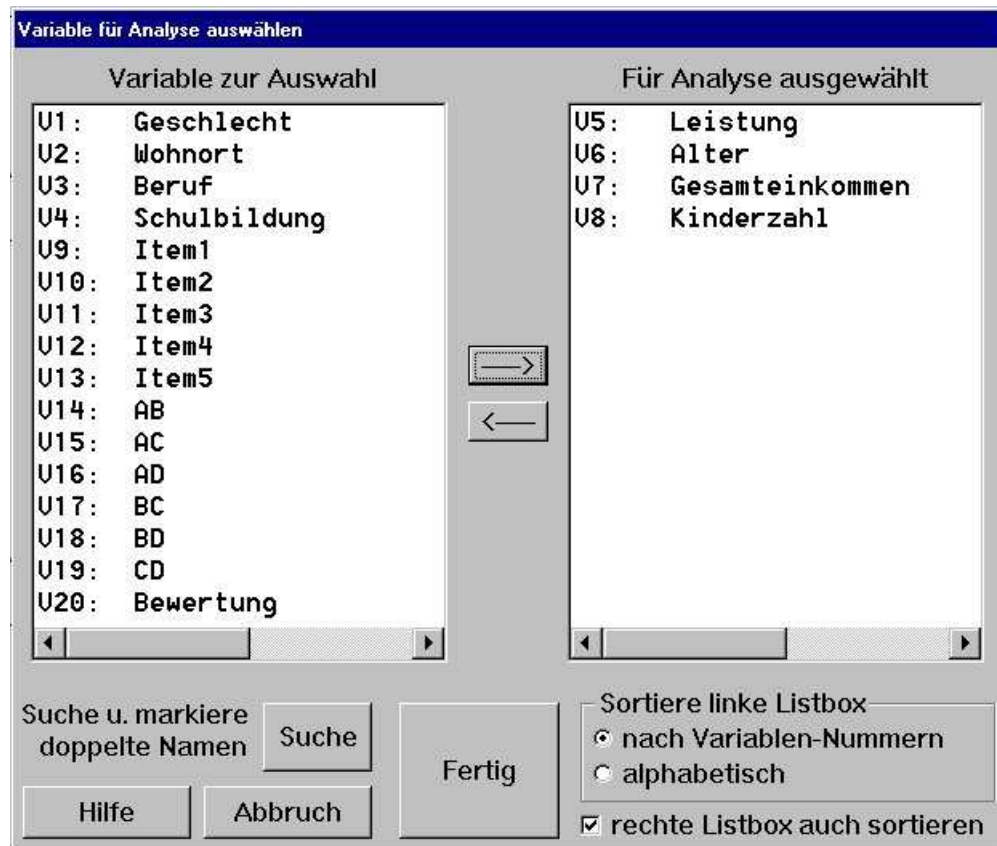 Variable für Analyse auswählen
Variable zur Auswahl
V1: Geschlecht
V2: Wohnort
V3: Beruf
V4: Schulbildung
V9: Item1
V10: Item2
V11: Item3
V12: Item4
V13: Item5
V14: AB
V15: AC
V16: AD
V17: BC
V18: BD
V19: CD
V20: Bewertung
Für Analyse ausgewählt
V5: Leistung
V6: Alter
V7: Gesamteinkommen
V8: Kinderzahl
Suche u. markiere
doppelte Namen
Suche
Hilfe
Abbruch
Fertig
Sortiere linke Listbox
nach Variablen-Nummern
alphabetisch
rechte Listbox auch sortieren